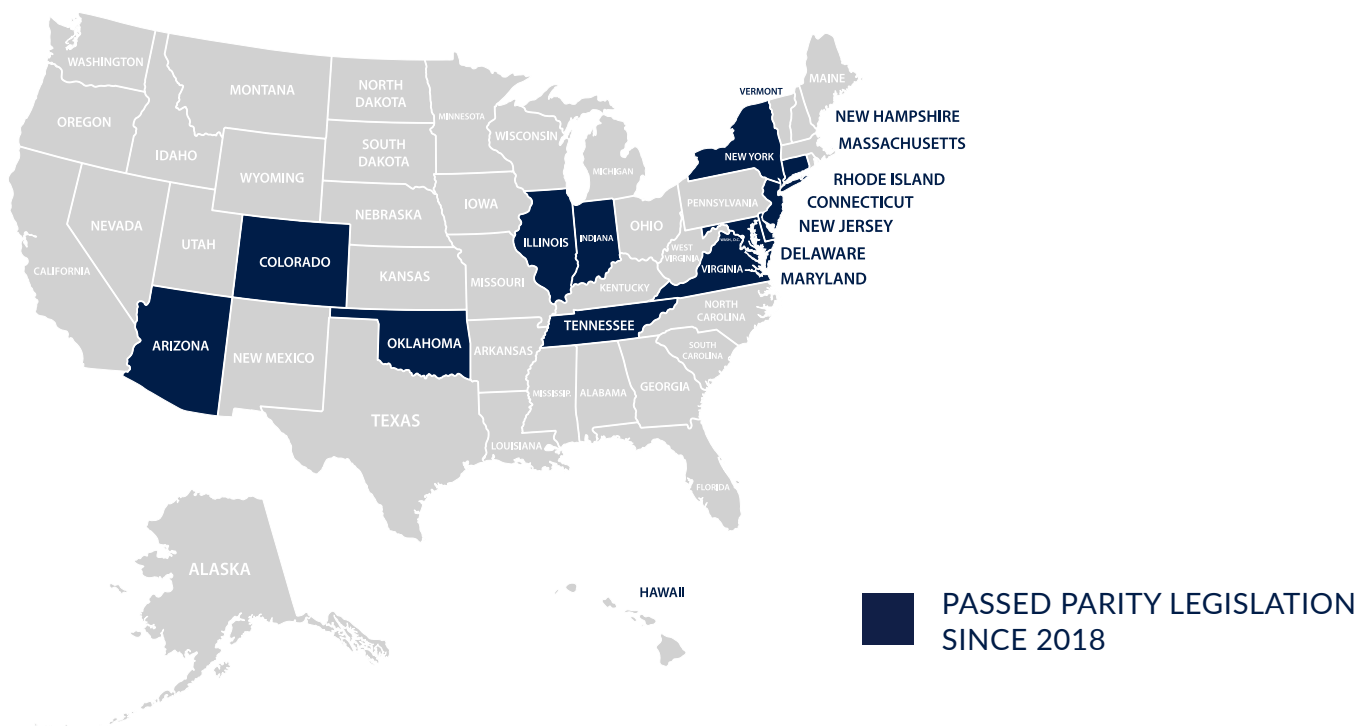 WASHINGTON
MONTANA
NORTH
DAKOTA
MINNESOTA
OREGON
IDAHO
SOUTH
DAKOTA
WISCONSIN
MICHIGAN
WYOMING
NEBRASKA
IOWA
NEVADA
UTAH
COLORADO
KANSAS
MISSOURI
ILLINOIS
INDIANA
OHIO
PENNSYLVANIA
NEW YORK
VERMONT
MAINE
NEW HAMPSHIRE
MASSACHUSETTS
RHODE ISLAND
CONNECTICUT
NEW JERSEY
DELAWARE
MARYLAND
WASH, D.C.
WEST
VIRGINIA
VIRGINIA
KENTUCKY
CALIFORNIA
ARIZONA
NEW MEXICO
OKLAHOMA
ARKANSAS
TENNESSEE
NORTH
CAROLINA
SOUTH
CAROLINA
TEXAS
LOUISIANA
MISSISSIP.
ALABAMA
GEORGIA
FLORIDA
ALASKA
HAWAII
PASSED PARITY LEGISLATION
SINCE 2018